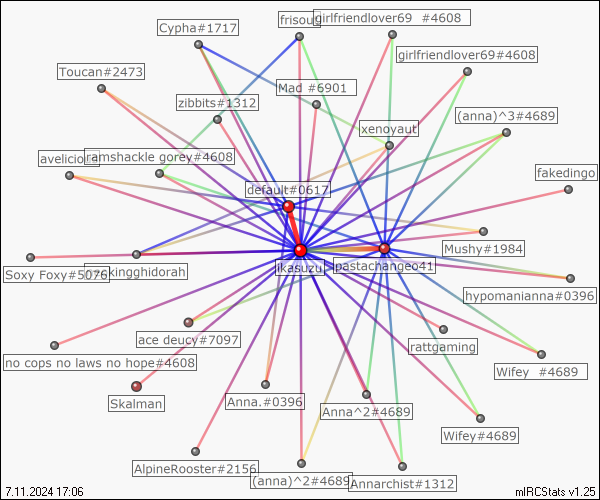 frisoug
girlfriendlover69 #4608
Cypha#1717
girlfriendlover69#4608
Toucan#2473
Mad #6901
zibbits#1312
(anna)^3#4689
xenoyaut
ramshackle gorey#4608
fakedingo
default#0617
Mushy#1984
ikasuzu
pastachangeo41
Soxy Foxy#5076
hypomanianna#0396
ace deucy#7097
rattgaming
no cops no laws no hope#4608
Wifey #4689
Skalman
Anna.#0396
Anna^2#4689
Wifey#4689
AlpineRooster#2156
(anna)^2#4689
Annarchist#1312
7.11.2024 17:06
mIRCStats v1.25